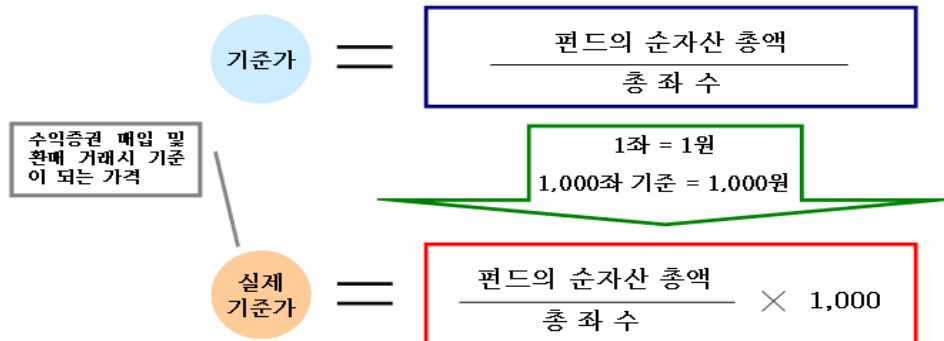 기준가
펀드의 순자산 총액
총 좌 수
수익증권 매입 및
환매 거래시 기준
이 되는 가격
1좌 = 1원
1,000좌 기준 = 1,000원
실제
기준가
펀드의 순자산 총액
총 좌 수
× 1,000